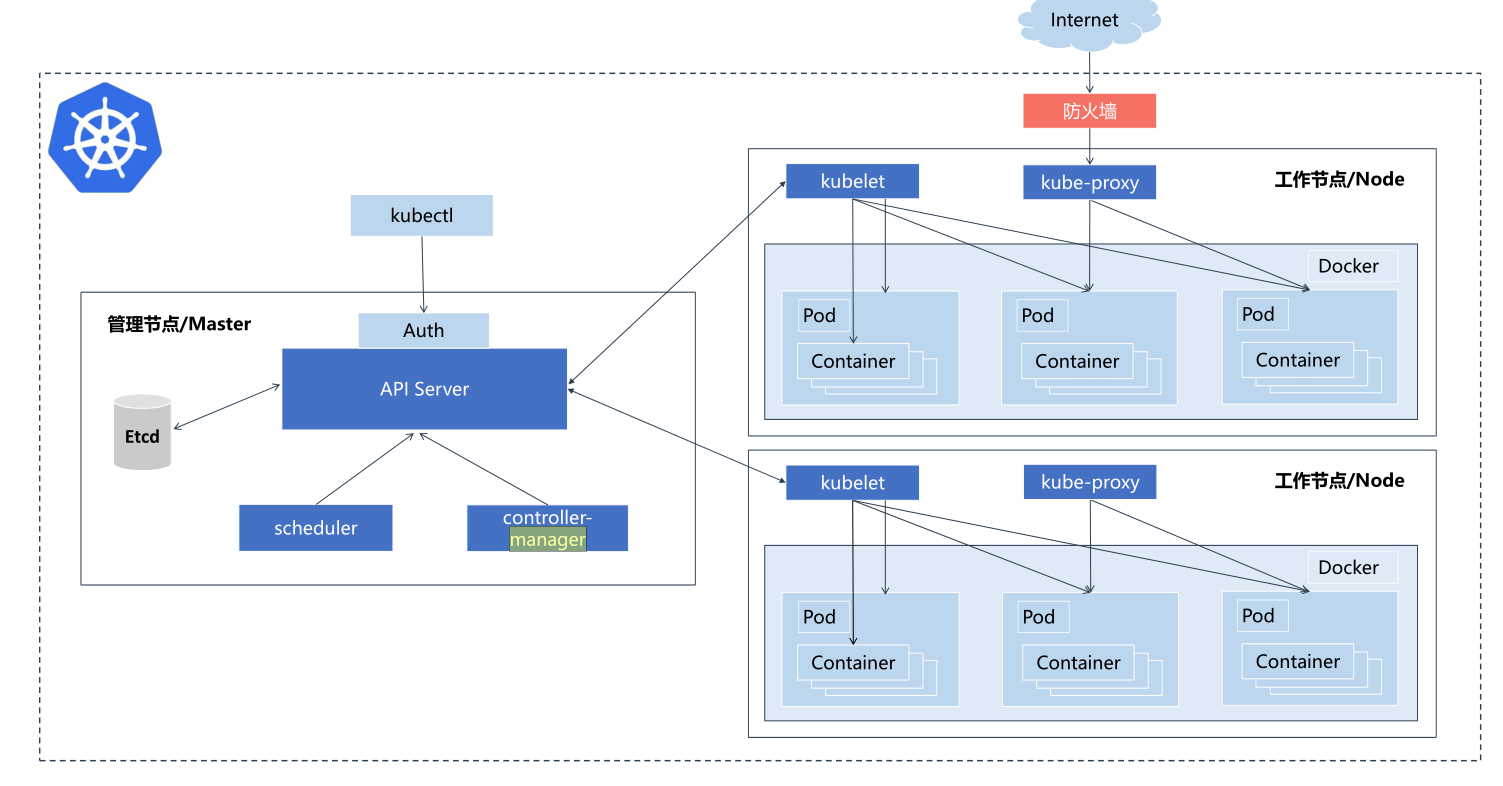 Internet
防火墙
kubelet
kube-proxy
工作节点/Node
kubectl
Docker
管理节点/Master
Auth
Pod
Pod
Pod
Container
Container
Container
API Server
Etcd
scheduler
controller-
manager
kubelet
kube-proxy
工作节点/Node
Docker
Pod
Pod
Pod
Container
Container
Container